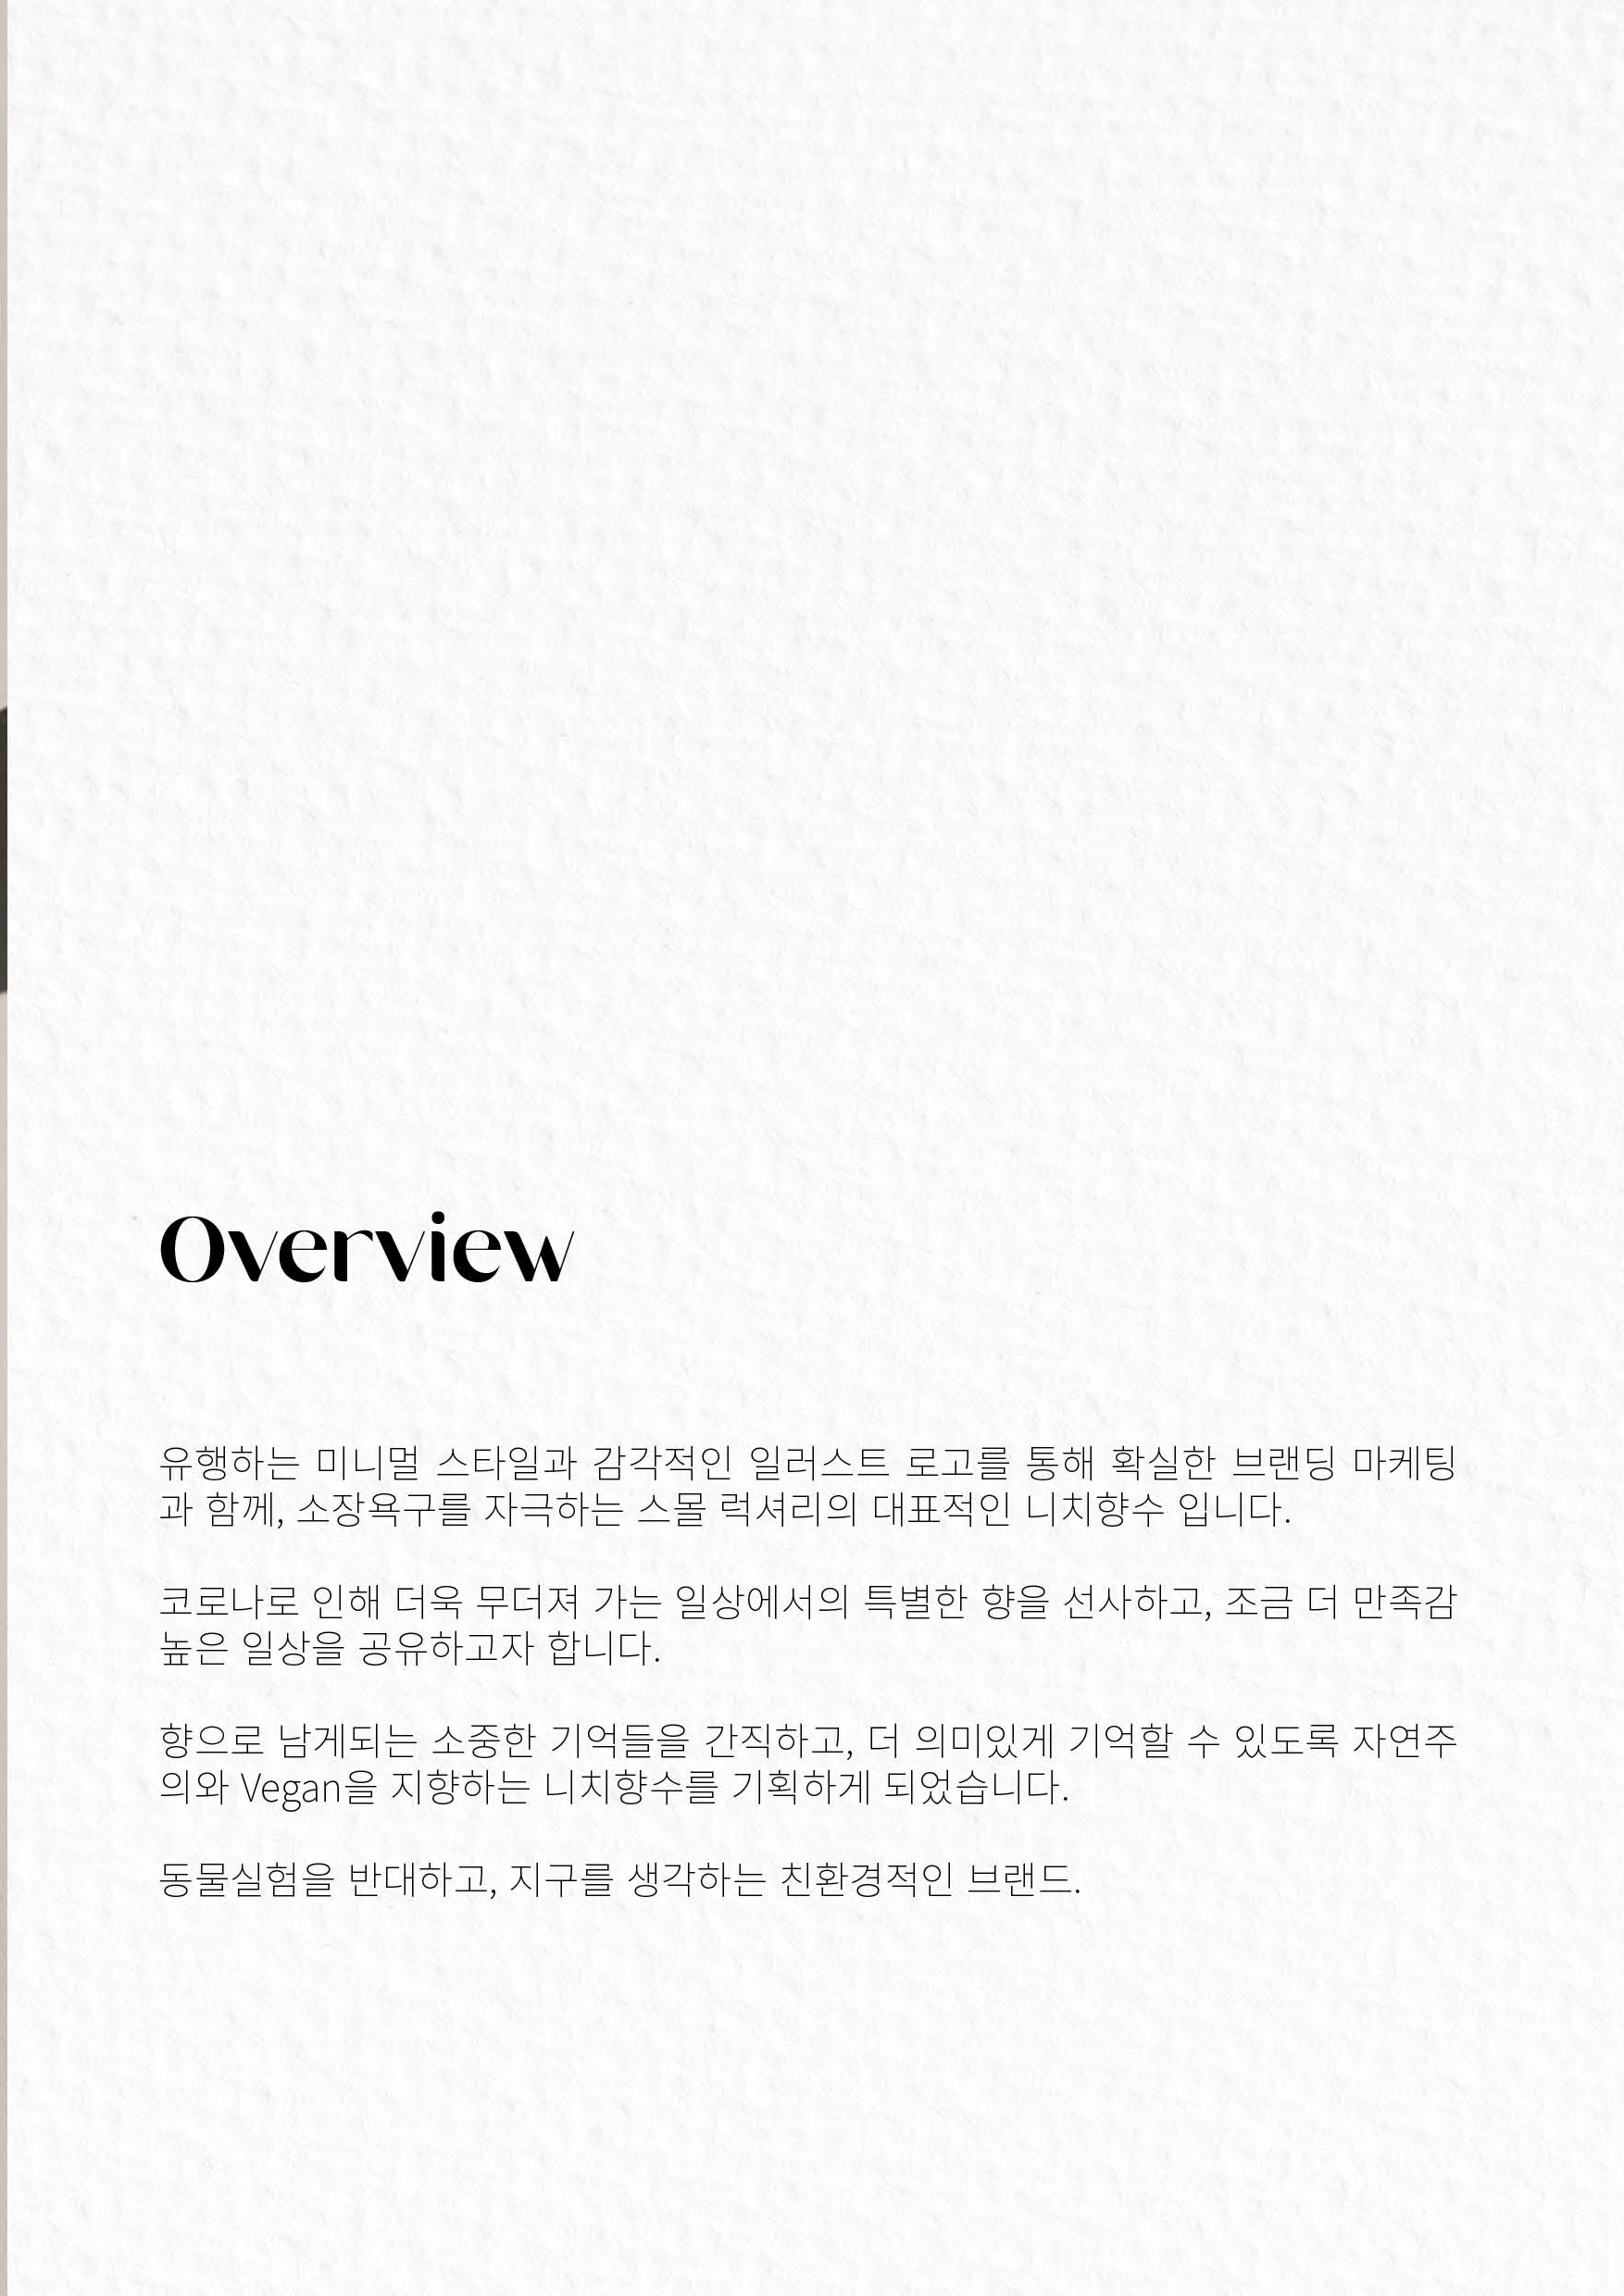 Overview
유행하는 미니멀 스타일과 감각적인 일러스트 로고를 통해 확실한 브랜딩 마케팅
과 함께, 소장욕구를 자극하는 스몰 럭셔리의 대표적인 니치향수 입니다.
코로나로 인해 더욱 무더져 가는 일상에서의 특별한 향을 선사하고, 조금 더 만족감
높은 일상을 공유하고자 합니다.
향으로 남게되는 소중한 기억들을 간직하고, 더 의미있게 기억할 수 있도록 자연주
의와 Vegan을 지향하는 니치향수를 기획하게 되었습니다.
동물실험을 반대하고, 지구를 생각하는 친환경적인 브랜드.